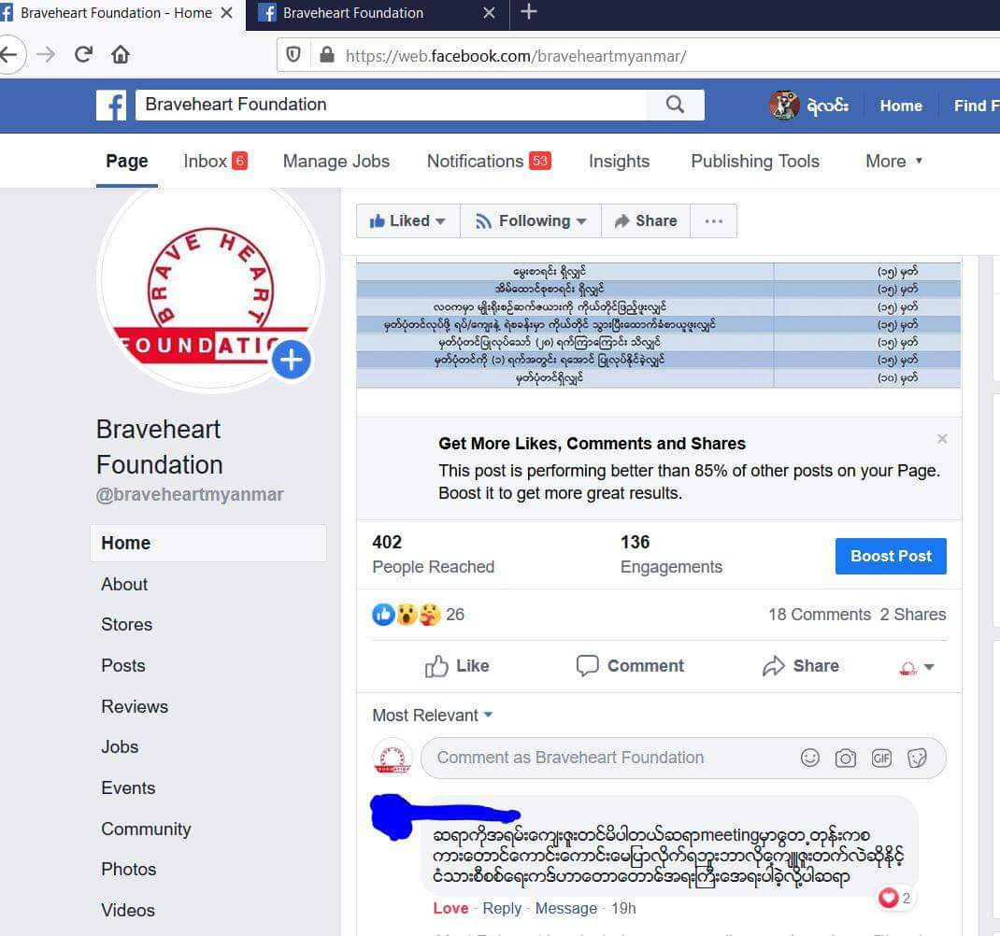 Braveheart Foundation - Home
Braveheart Foundation
https://web.facebook.com/braveheartmyanmar/
Braveheart Foundation
ရဲလင်း
Home
Find F
Page
Inbox 6
Manage Jobs
Notifications 53
Insights
Publishing Tools
More
BRAVE HEART
FOUNDATIO
Braveheart
Foundation
@braveheartmyanmar
Home
About
Stores
Posts
Reviews
Jobs
Events
Community
Photos
Videos
Liked
Following
Share
မွေးစာရင်း ရှိလျှင် (၁၅) မှတ်
အိမ်ထောင်စုစာရင်း ရှိလျှင် (၁၅) မှတ်
လဝကမှာ မျိုးရိုးစဉ်ဆက်ဇယားကို ကိုယ်တိုင်ဖြည့်ဖူးလျှင် (၁၅) မှတ်
မှတ်ပုံတင်လုပ်ဖို့ ရပ်/ကျေးနဲ့ ရဲစခန်းမှာ ကိုယ်တိုင် သွားပြီးထောက်ခံစာယူဖူးလျှင် (၁၅) မှတ်
မှတ်ပုံတင်ပြုလုပ်သော် (၂၈) ရက်ကြာကြောင်း သိလျှင် (၁၅) မှတ်
မှတ်ပုံတင်ကို (၁) ရက်အတွင်း ရအောင် ပြုလုပ်နိုင်ခဲ့လျှင် (၁၅) မှတ်
မှတ်ပုံတင်ရှိလျှင် (၁၀) မှတ်
Get More Likes, Comments and Shares
This post is performing better than 85% of other posts on your Page.
Boost it to get more great results.
402
People Reached
136
Engagements
Boost Post
26
18 Comments 2 Shares
Like
Comment
Share
Most Relevant
Comment as Braveheart Foundation
GIF
ဆရာကိုအရမ်းကျေးဇူးတင်မိပါတယ်ဆရာmeetingမှာတွေ့တုန်းကစ
ကားတောင်ကောင်းကောင်းမပြောလိုက်ရဘူးဘာလို့ကျေးဇူးတက်လဲဆိုနိုင်ငံ
သားစီစစ်ရေးကဒ်ဟာတော်တော်အရေးကြီးနေပါခဲ့လို့ပါဆရာ
2
Love · Reply · Message · 19h